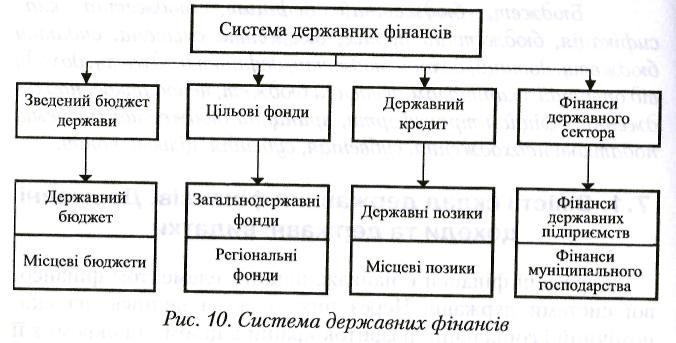 Система державних фінансів
Зведений бюджет
держави
Цільові фонди
Державний
кредит
Фінанси
державного
сектора
Державний
бюджет
Місцеві бюджети
Загальнодержавні
фонди
Регіональні
фонди
Державні позики
Місцеві позики
Фінанси
державних
підприємств
Фінанси
муніципального
господарства
Рис. 10. Система державних фінансів